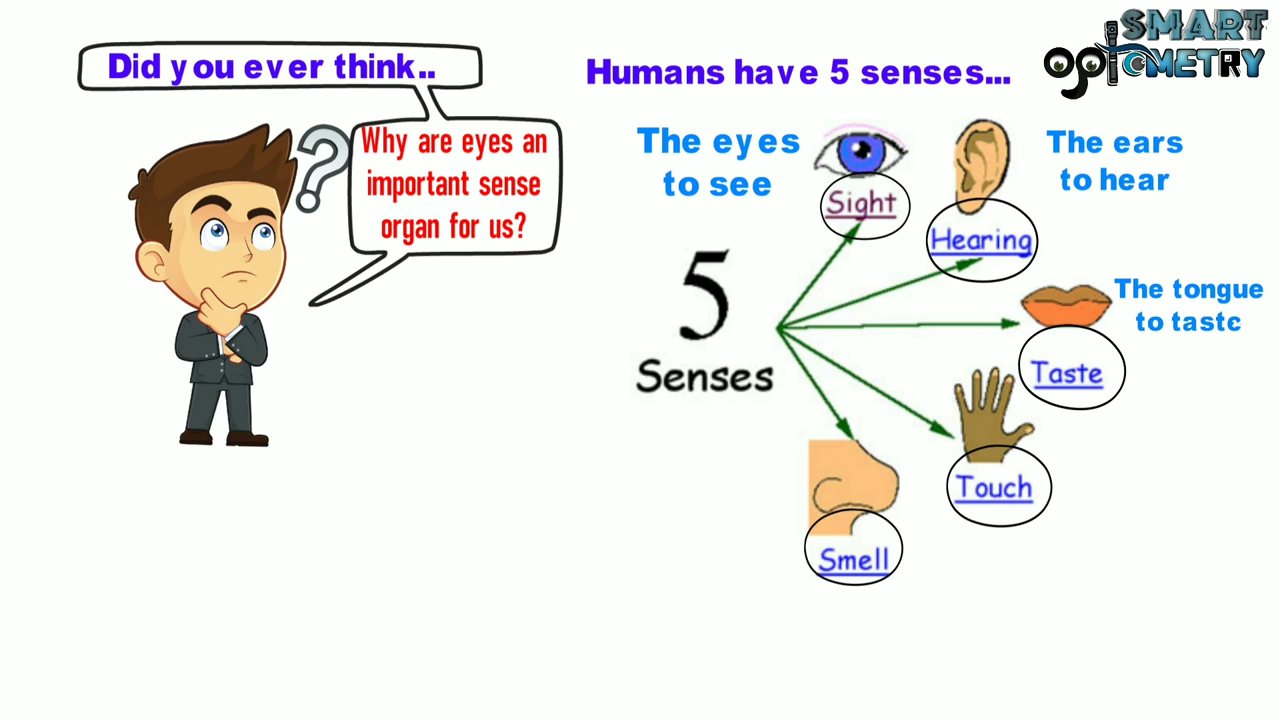 Did you ever think..
Why are eyes an
important sense
organ for us?
Humans have 5 senses...
SMART
OPTOMETRY
The eyes
to see
Sight
The ears
to hear
Hearing
5
Senses
The tongue
to tastc
Taste
Touch
Smell